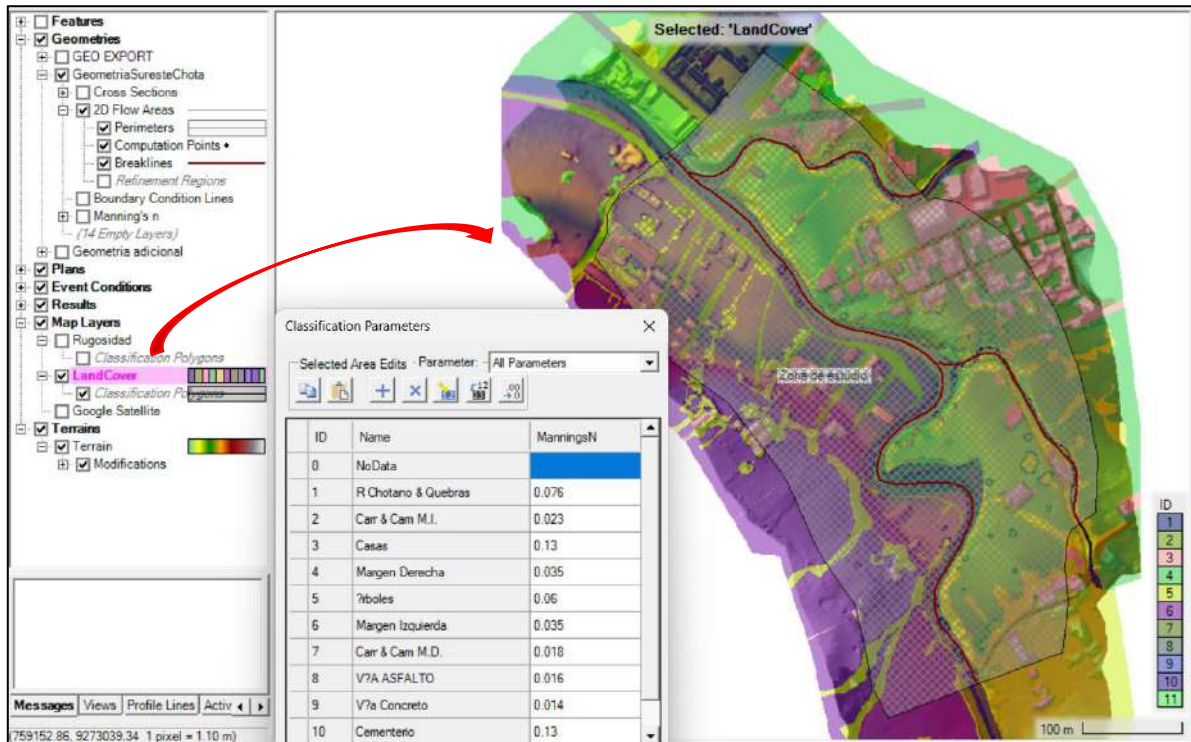 Features
Geometries
GEO EXPORT
GeometriaSuresteChota
Cross Sections
2D Flow Areas
Perimeters
Computation Points
Breaklines
Refinement Regions
Boundary Condition Lines
Manning's n
(14 Empty Layers)
Geometria adicional
Plans
Event Conditions
Results
Map Layers
Rugosidad
Classification Polygons
LandCover
Classification Polygons
Google Satellite
Terrains
Terrain
Modifications
Messages Views Profile Lines Activ
(759152.86, 9273039.34 1 pixel = 1.10 m)
Selected: 'LandCover'
Zona de estudio
Classification Parameters
Selected Area Edits - Parameter: All Parameters
ID Name ManningsN
0 NoData
1 R Chotano & Quebras 0.076
2 Carr & Cam M.I. 0.023
3 Casas 0.13
4 Margen Derecha 0.035
5 ?rboles 0.06
6 Margen Izquierda 0.035
7 Carr & Cam M.D. 0.018
8 V?A ASFALTO 0.016
9 V?a Concreto 0.014
10 Cementerio 0.13
ID
1
2
3
4
5
6
7
8
9
10
11
100 m